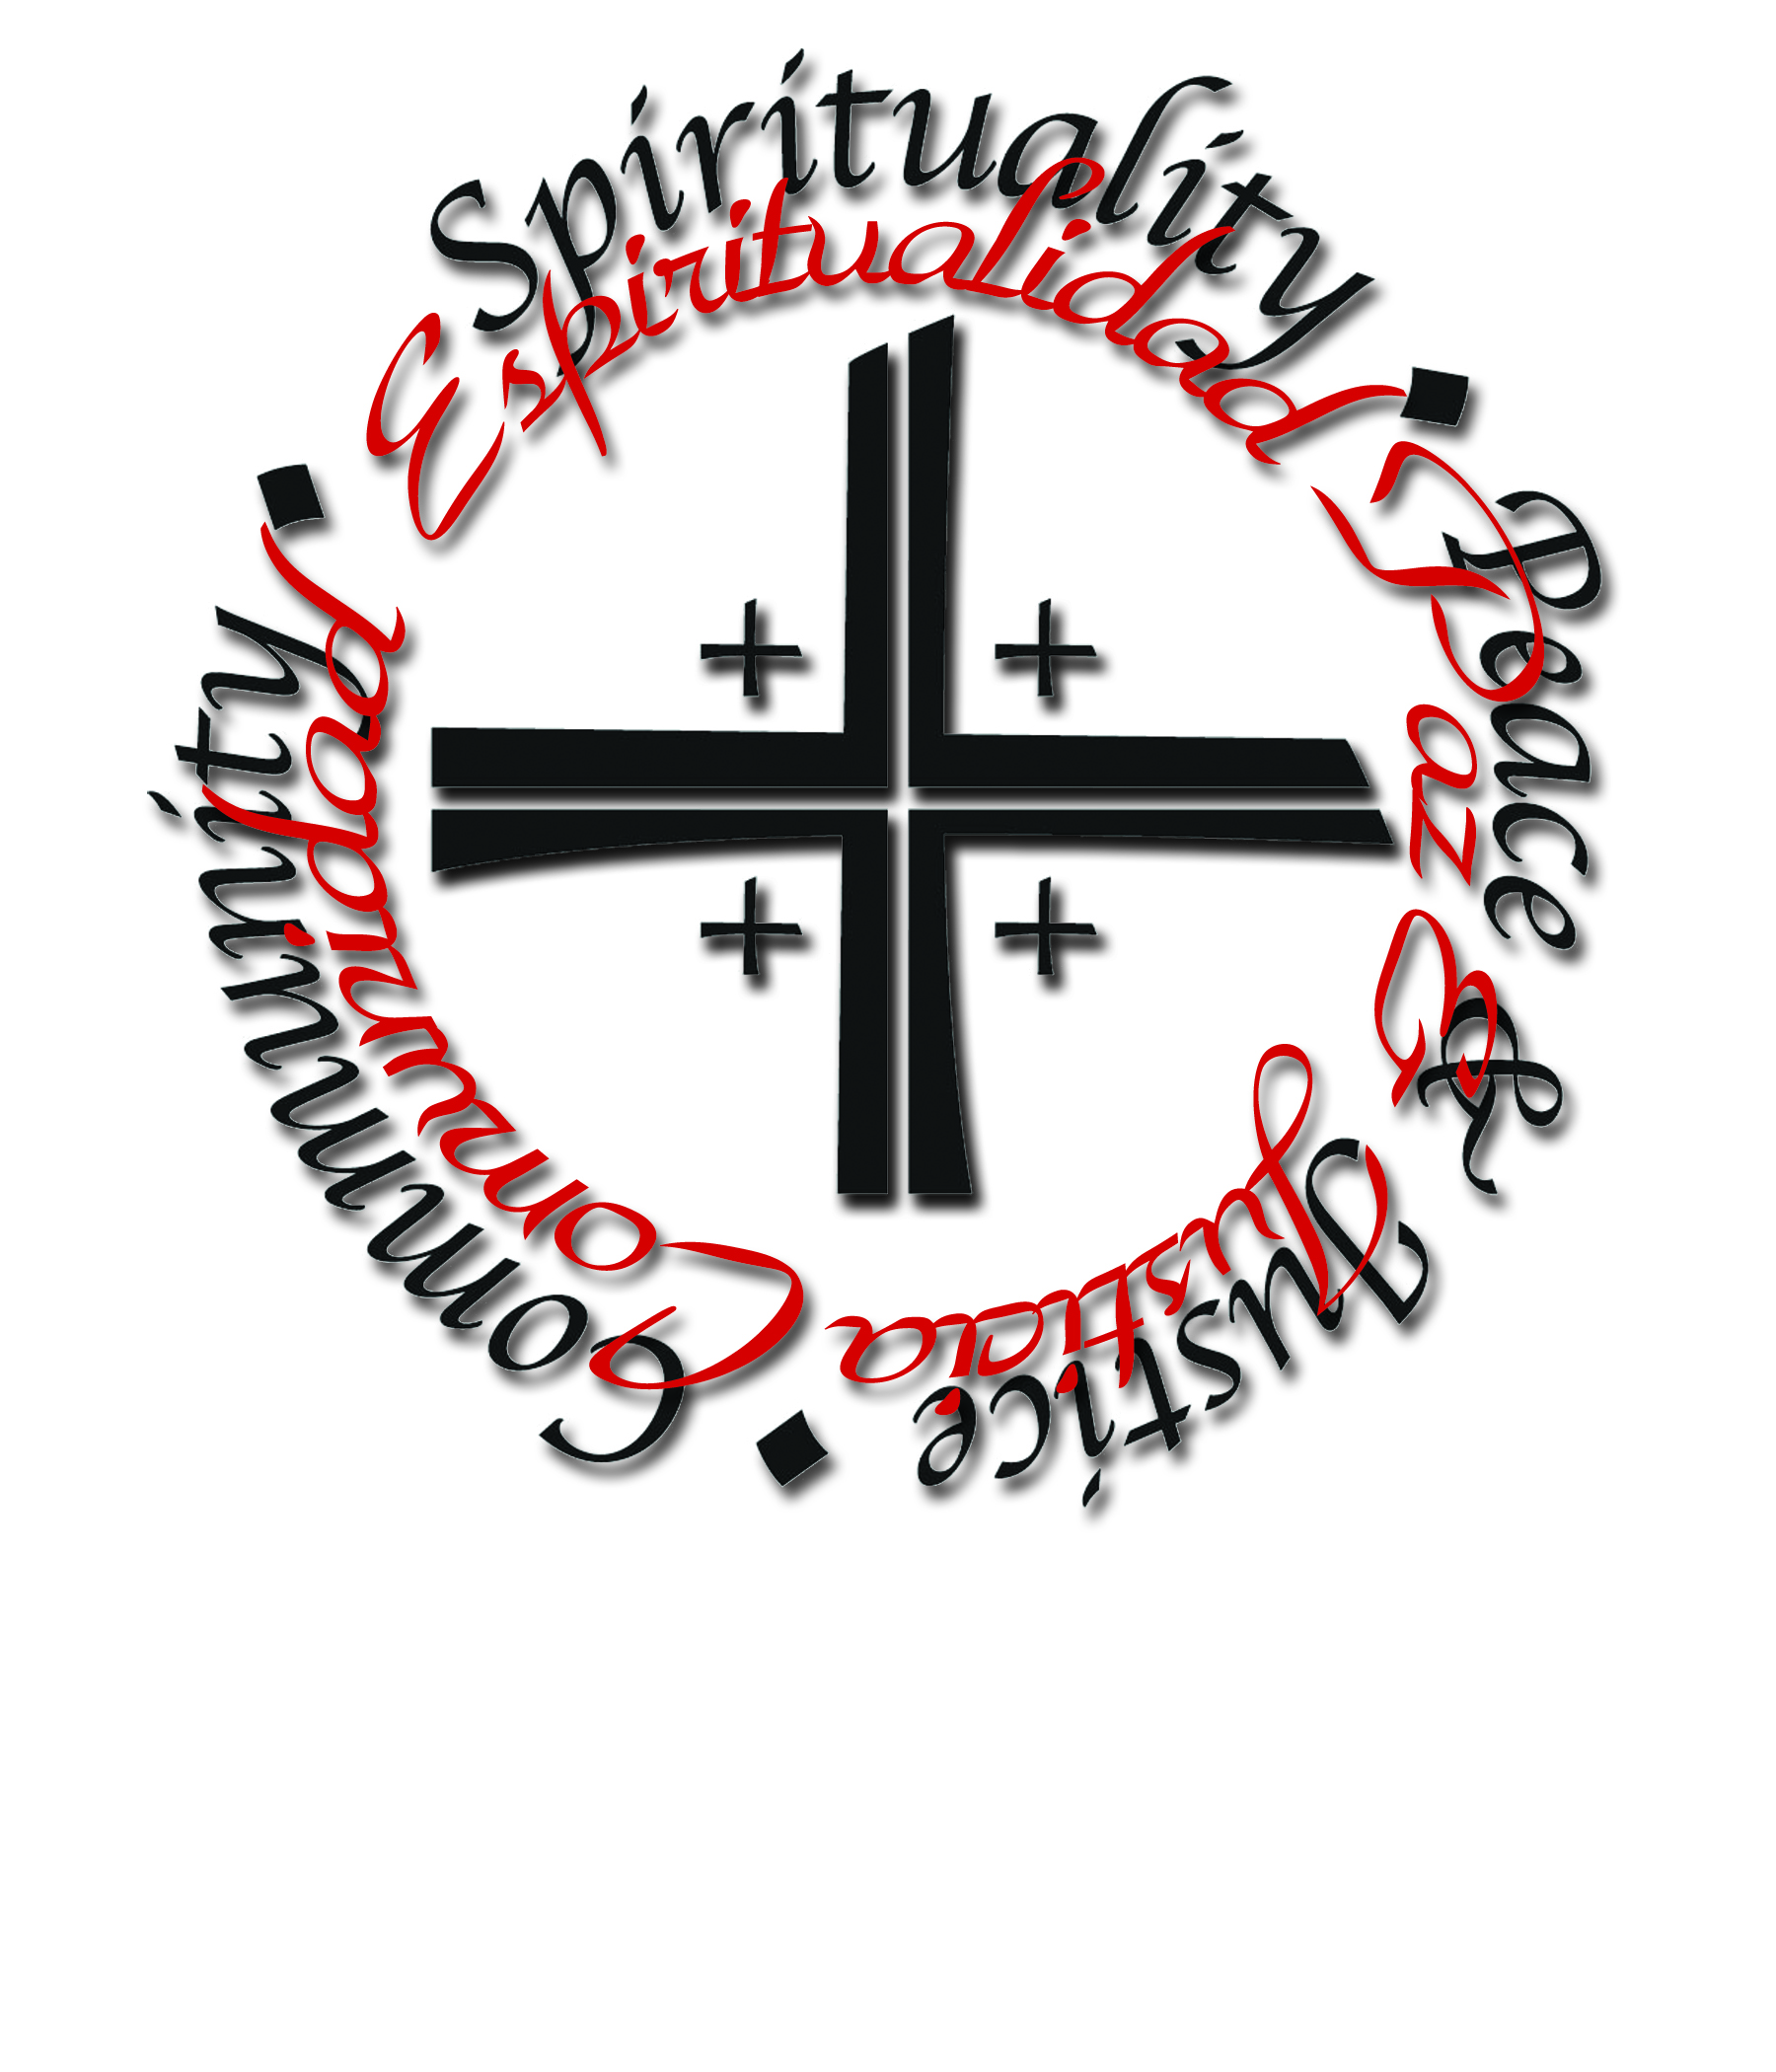 Spirituality ▪ Peace & Justice ▪ Community ▪
Espiritualidad Paz & Justicia Comunidad